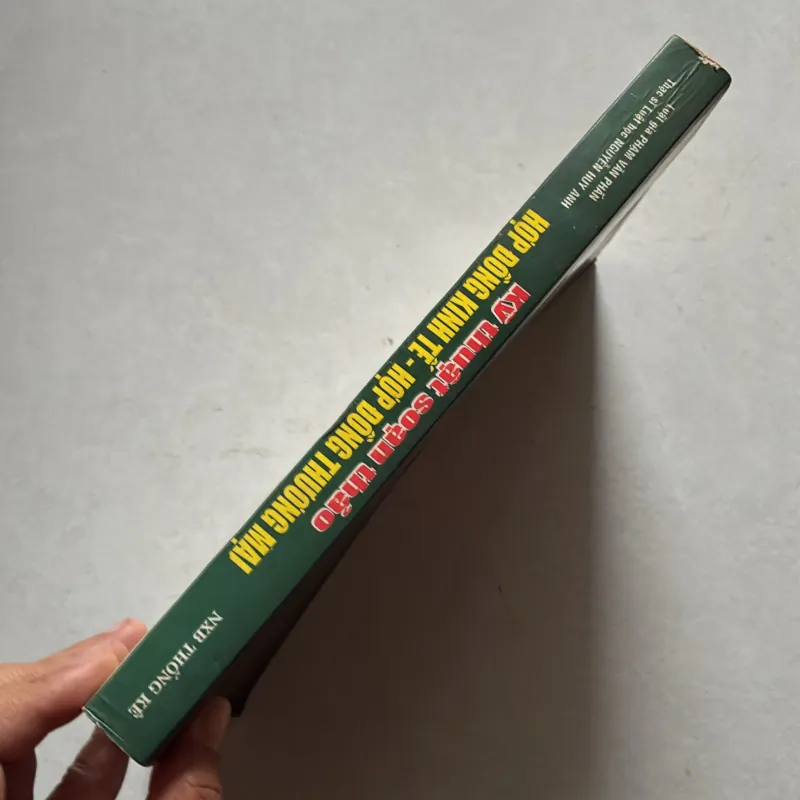 Luật gia PHẠM VĂN PHẤN
Thạc sĩ Luật học NGUYỄN HUY ANH
Kỹ thuật soạn thảo
HỢP ĐỒNG KINH TẾ - HỢP ĐỒNG THƯƠNG MẠI
NXB THỐNG KÊ